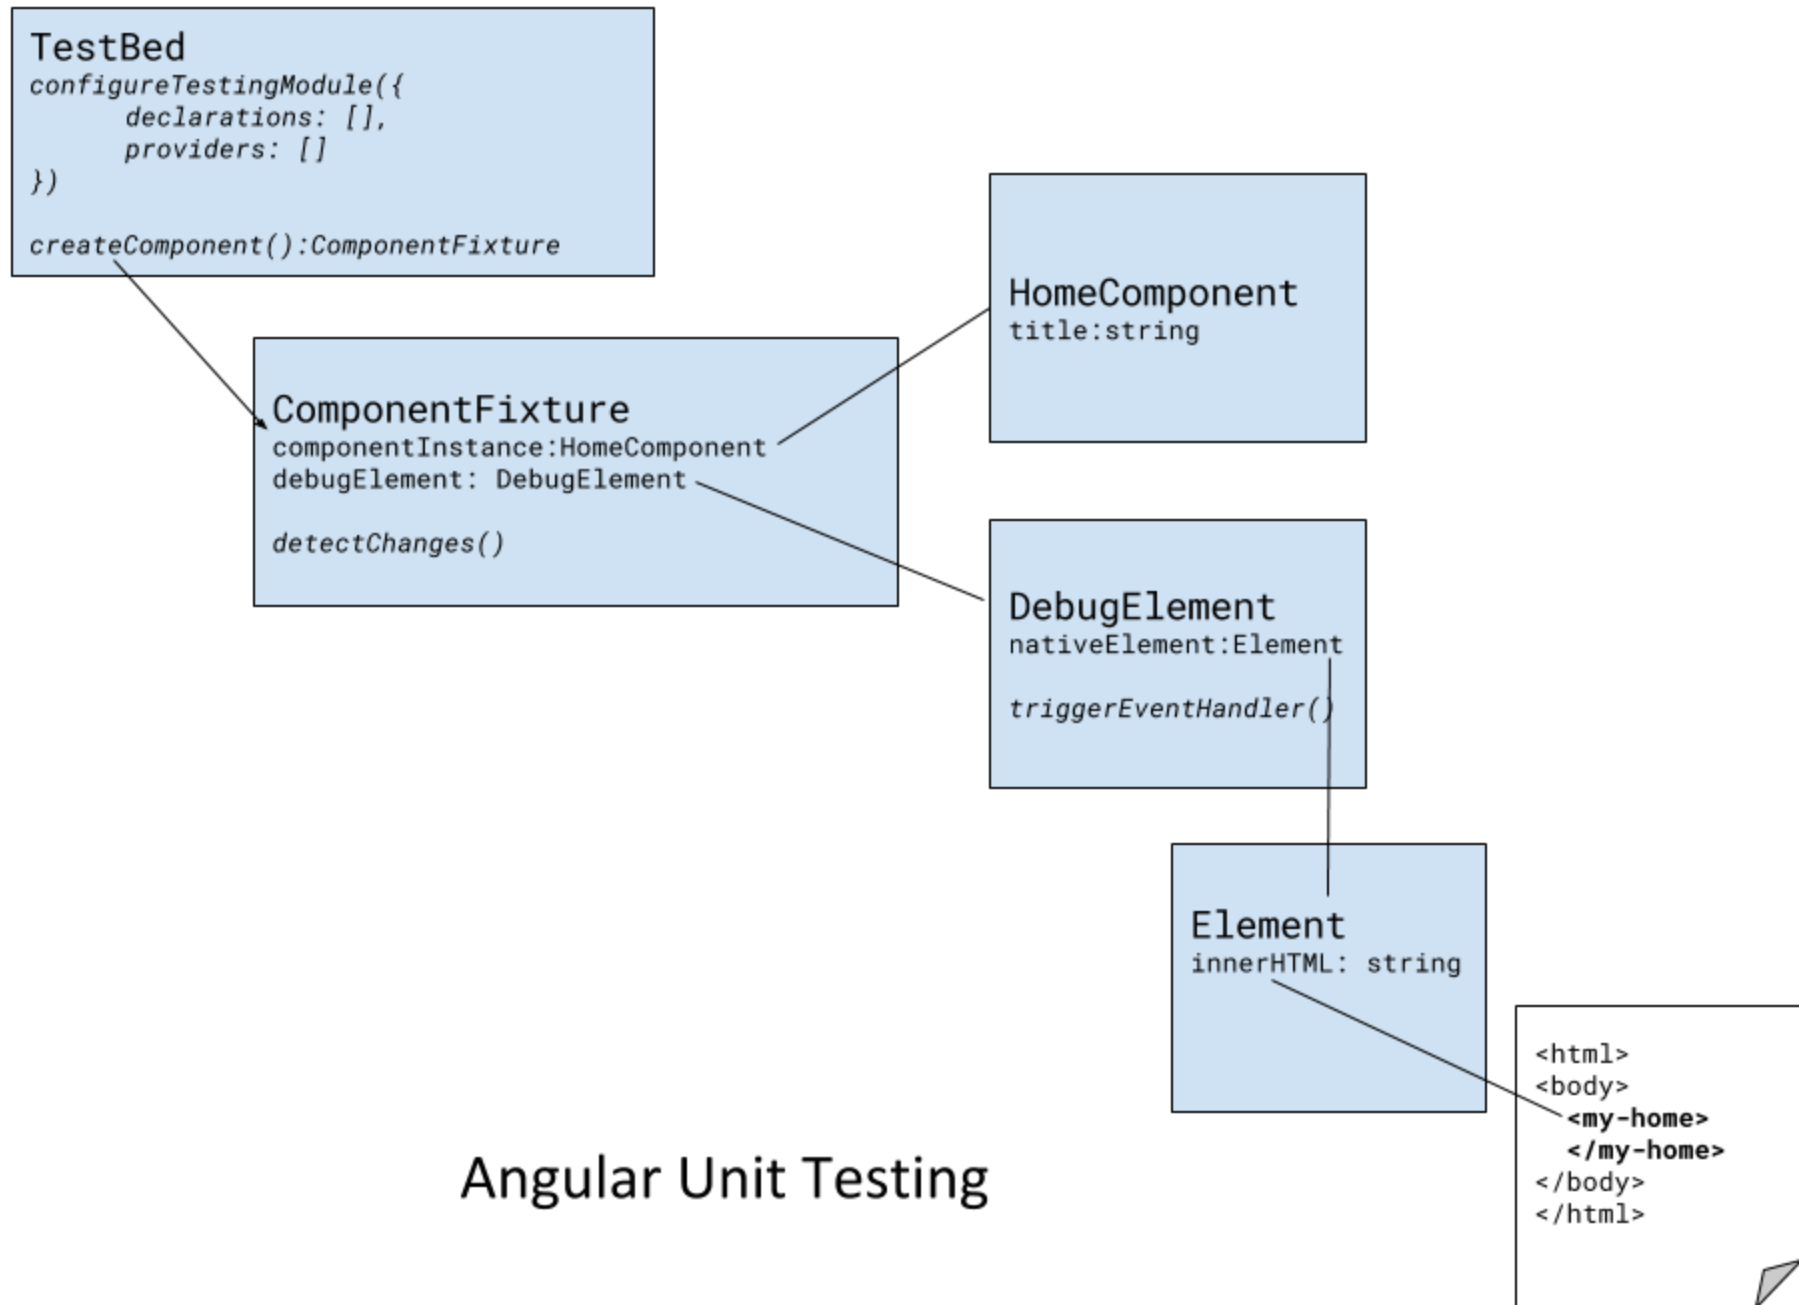 TestBed
configureTestingModule({
declarations: [],
providers: []
})
createComponent():ComponentFixture
HomeComponent
title:string
ComponentFixture
componentInstance:HomeComponent
debugElement: DebugElement
detectChanges()
DebugElement
nativeElement:Element
triggerEventHandler()
Element
innerHTML: string
<html>
<body>
<my-home>
</my-home>
</body>
</html>
Angular Unit Testing